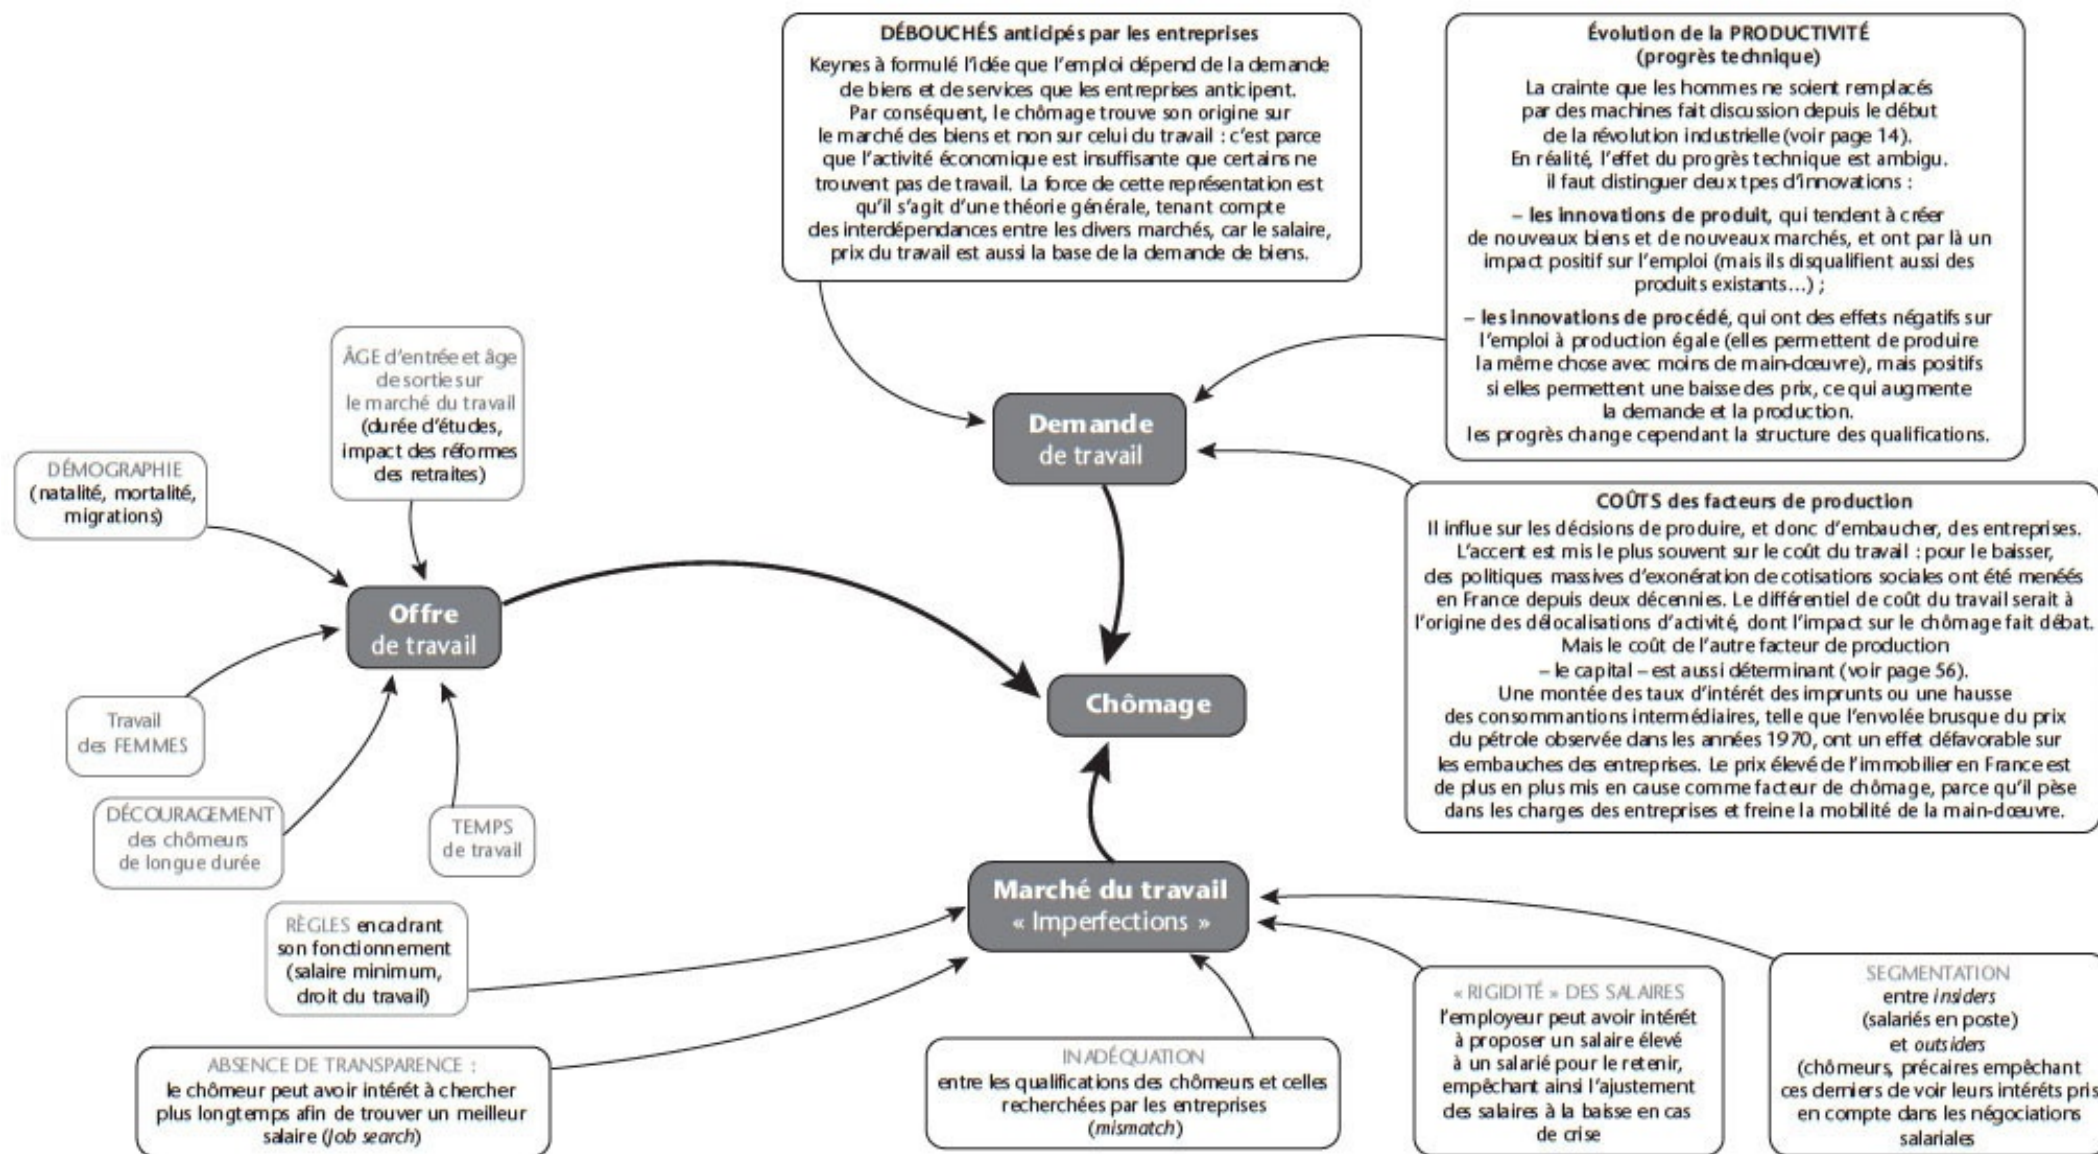 DÉBOUCHÉS anticipés par les entreprises
Keynes à formulé l'idée que l'emploi dépend de la demande
de biens et de services que les entreprises anticipent.
Par conséquent, le chômage trouve son origine sur
le marché des biens et non sur celui du travail : c'est parce
que l'activité économique est insuffisante que certains ne
trouvent pas de travail. La force de cette représentation est
qu'il s'agit d'une théorie générale, tenant compte
des interdépendances entre les divers marchés, car le salaire,
prix du travail est aussi la base de la demande de biens.
Évolution de la PRODUCTIVITÉ
(progrès technique)
La crainte que les hommes ne soient remplacés
par des machines fait discussion depuis le début
de la révolution industrielle (voir page 14).
En réalité, l'effet du progrès technique est ambigu.
il faut distinguer deux tpes d'innovations :
– les innovations de produit, qui tendent à créer
de nouveaux biens et de nouveaux marchés, et ont par là un
impact positif sur l'emploi (mais ils disqualifient aussi des
produits existants…) ;
– les innovations de procédé, qui ont des effets négatifs sur
l'emploi à production égale (elles permettent de produire
la même chose avec moins de main-dœuvre), mais positifs
si elles permettent une baisse des prix, ce qui augmente
la demande et la production.
les progrès change cependant la structure des qualifications.
ÂGE d'entrée et âge
de sortie sur
le marché du travail
(durée d'études,
impact des réformes
des retraites)
DÉMOGRAPHIE
(natalité, mortalité,
migrations)
Demande
de travail
COÛTS des facteurs de production
Il influe sur les décisions de produire, et donc d'embaucher, des entreprises.
L'accent est mis le plus souvent sur le coût du travail : pour le baisser,
des politiques massives d'exonération de cotisations sociales ont été menéés
en France depuis deux décennies. Le différentiel de coût du travail serait à
l'origine des délocalisations d'activité, dont l'impact sur le chômage fait débat.
Mais le coût de l'autre facteur de production
– le capital – est aussi déterminant (voir page 56).
Une montée des taux d'intérêt des imprunts ou une hausse
des consommantions intermédiaires, telle que l'envolée brusque du prix
du pétrole observée dans les années 1970, ont un effet défavorable sur
les embauches des entreprises. Le prix élevé de l'immobilier en France est
de plus en plus mis en cause comme facteur de chômage, parce qu'il pèse
dans les charges des entreprises et freine la mobilité de la main-dœuvre.
Offre
de travail
Chômage
Travail
des FEMMES
DÉCOURAGEMENT
des chômeurs
de longue durée
TEMPS
de travail
Marché du travail
« Imperfections »
RÈGLES encadrant
son fonctionnement
(salaire minimum,
droit du travail)
ABSENCE DE TRANSPARENCE :
le chômeur peut avoir intérêt à chercher
plus longtemps afin de trouver un meilleur
salaire (Job search)
INADÉQUATION
entre les qualifications des chômeurs et celles
recherchées par les entreprises
(mismatch)
« RIGIDITÉ » DES SALAIRES
l'employeur peut avoir intérêt
à proposer un salaire élevé
à un salarié pour le retenir,
empêchant ainsi l'ajustement
des salaires à la baisse en cas
de crise
SEGMENTATION
entre insiders
(salariés en poste)
et outsiders
(chômeurs, précaires empêchant
ces derniers de voir leurs intérêts pris
en compte dans les négociations
salariales